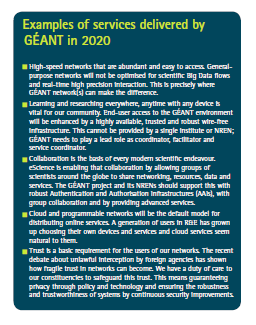 Examples of services delivered by
GÉANT in 2020
High-speed networks that are abundant and easy to access. General-
purpose networks will not be optimised for scientific Big Data flows
and real-time high precision interaction. This is precisely where
GÉANT network(s) can make the difference.
Learning and researching everywhere, anytime with any device is
vital for our community. End-user access to the GÉANT environment
will be enhanced by a highly available, trusted and robust wire-free
infrastructure. This cannot be provided by a single institute or NREN;
GÉANT needs to play a lead role as coordinator, facilitator and
service coordinator.
Collaboration is the basis of every modern scientific endeavour.
eScience is enabling that collaboration by allowing groups of
scientists around the globe to share networking, resources, data and
services. The GÉANT project and its NRENs should support this with
robust Authentication and Authorisation Infrastructures (AAIs), with
group collaboration and by providing advanced services.
Cloud and programmable networks will be the default model for
distributing online services. A generation of users in R&E has grown
up choosing their own devices and services and cloud services seem
natural to them.
Trust is a basic requirement for the users of our networks. The recent
debate about unlawful interception by foreign agencies has shown
how fragile trust in networks can become. We have a duty of care to
our constituencies to safeguard this trust. This means guaranteeing
privacy through policy and technology and ensuring the robustness
and trustworthiness of systems by continuous security improvements.